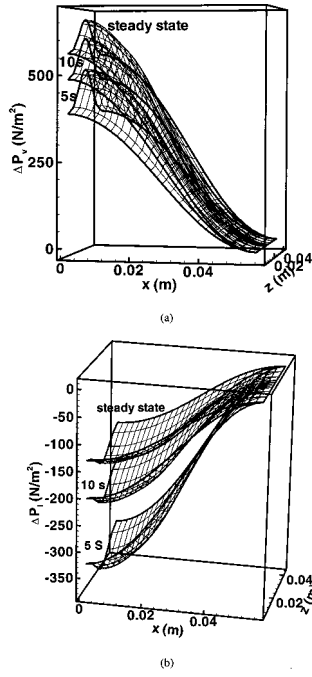 steady state
10s
5s
500
250
0
ΔPᵥ (N/m²)
0
0.02
0.04
x (m)
0.02
0.04
z (m)
(a)
0
-50
-100
-150
-200
-250
-300
-350
ΔPₗ (N/m²)
steady state
10 s
5 S
0
0.02
0.04
x (m)
0.02
0.04
z (m)
(b)